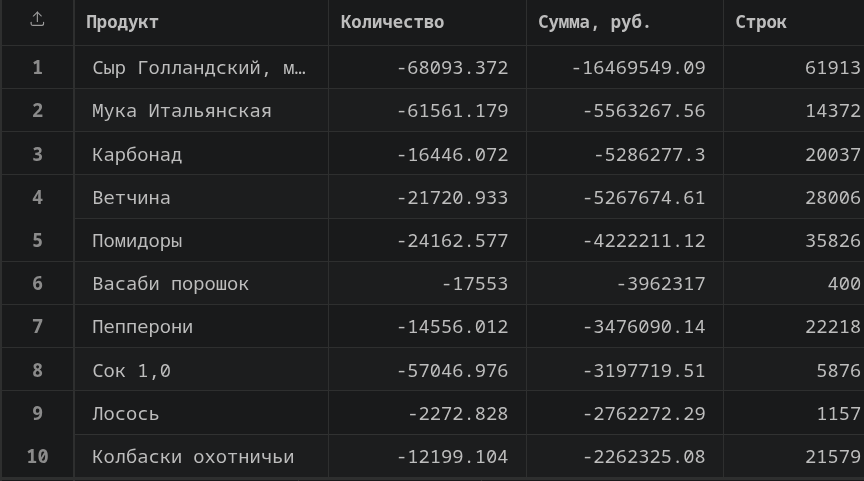 Продукт Количество Сумма, руб. Строк
1 Сыр Голландский, м… -68093.372 -16469549.09 61913
2 Мука Итальянская -61561.179 -5563267.56 14372
3 Карбонад -16446.072 -5286277.3 20037
4 Ветчина -21720.933 -5267674.61 28006
5 Помидоры -24162.577 -4222211.12 35826
6 Васаби порошок -17553 -3962317 400
7 Пепперони -14556.012 -3476090.14 22218
8 Сок 1,0 -57046.976 -3197719.51 5876
9 Лосось -2272.828 -2762272.29 1157
10 Колбаски охотничьи -12199.104 -2262325.08 21579